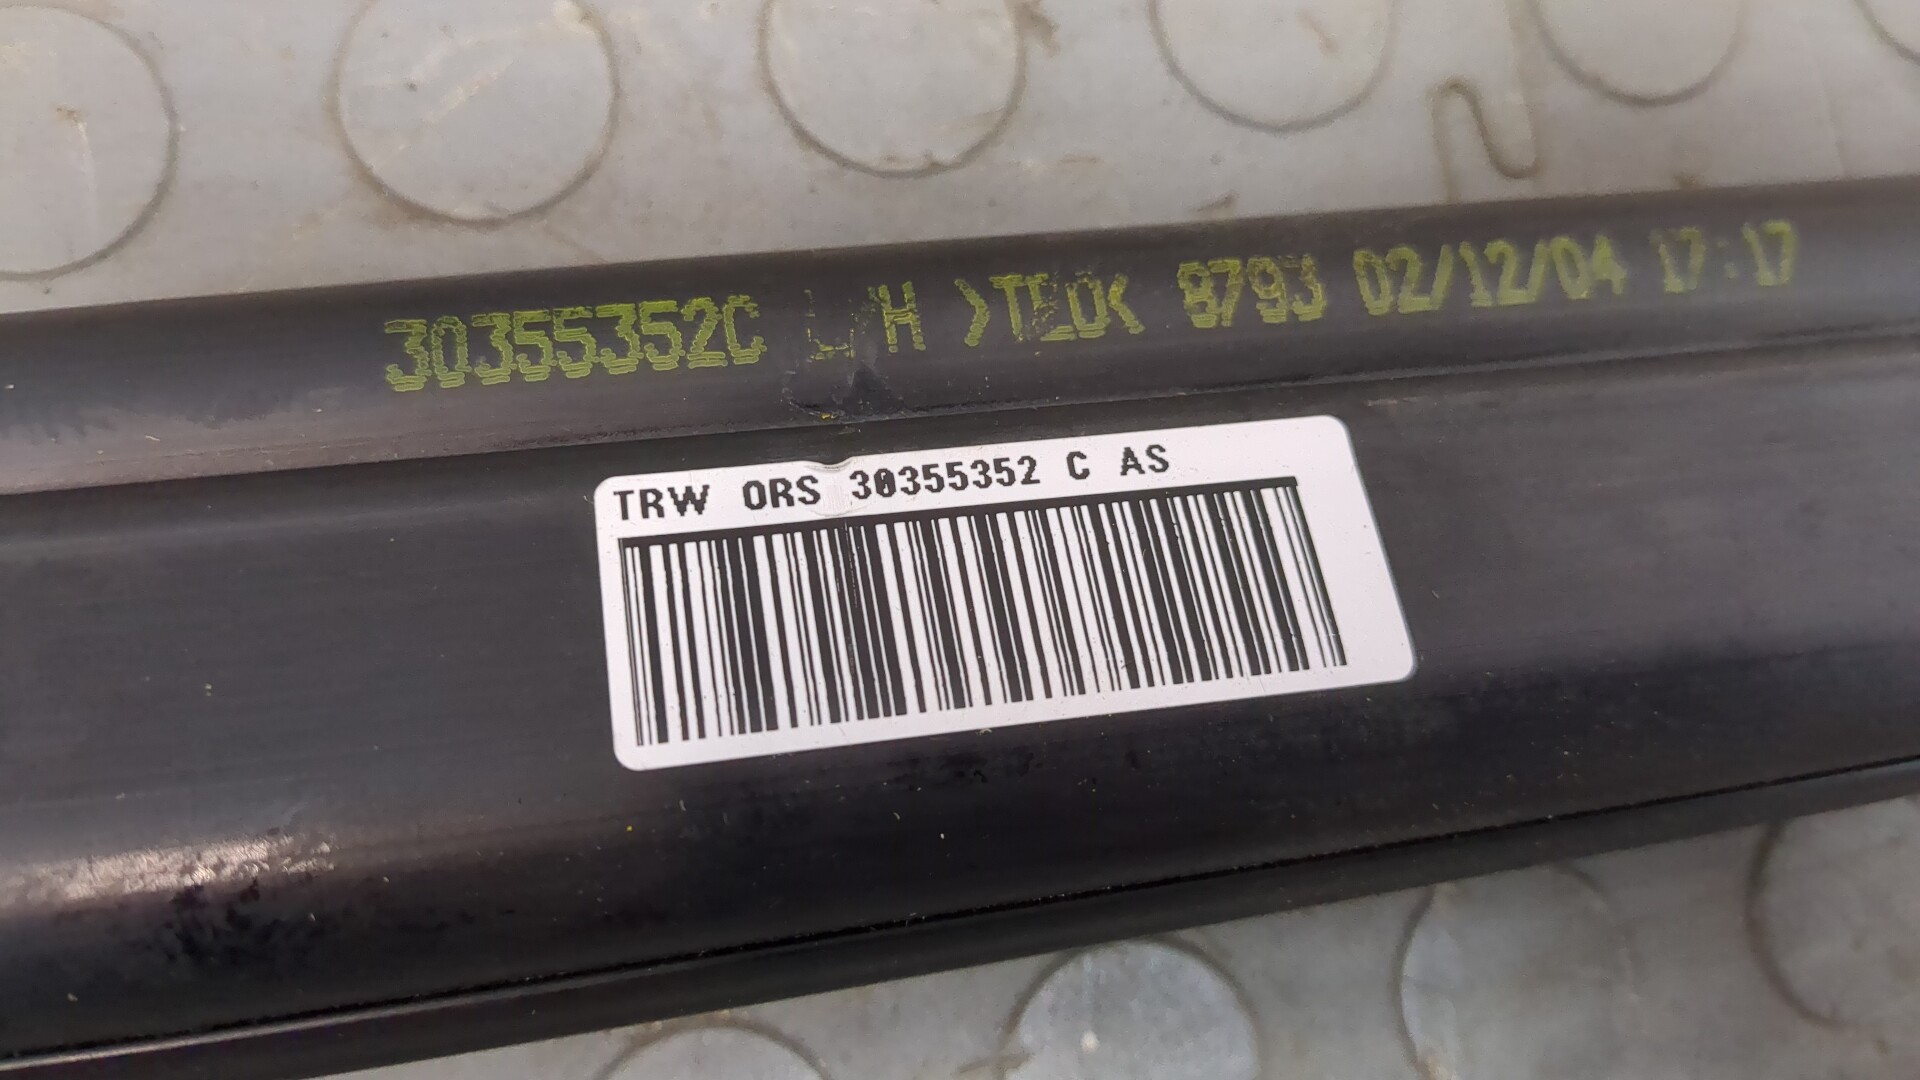 30355352C L/H >TEO< 8793 02/12/04 17:17
TRW ORS 30355352 C AS